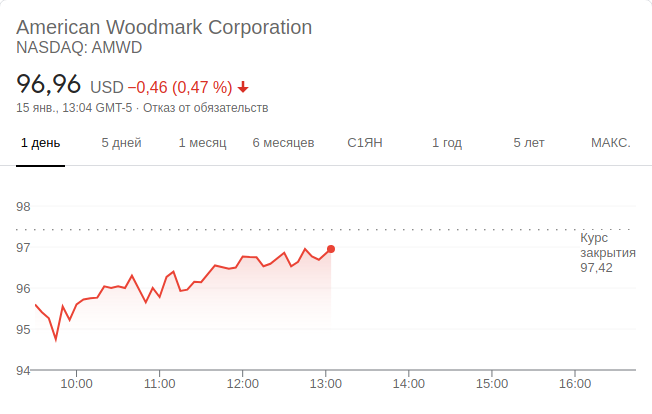 American Woodmark Corporation
NASDAQ: AMWD
96,96 USD −0,46 (0,47 %)
15 янв., 13:04 GMT-5 · Отказ от обязательств
1 день 5 дней 1 месяц 6 месяцев С1ЯН 1 год 5 лет МАКС.
98
Курс
97
закрытия
97,42
96
95
94
10:00 11:00 12:00 13:00 14:00 15:00 16:00